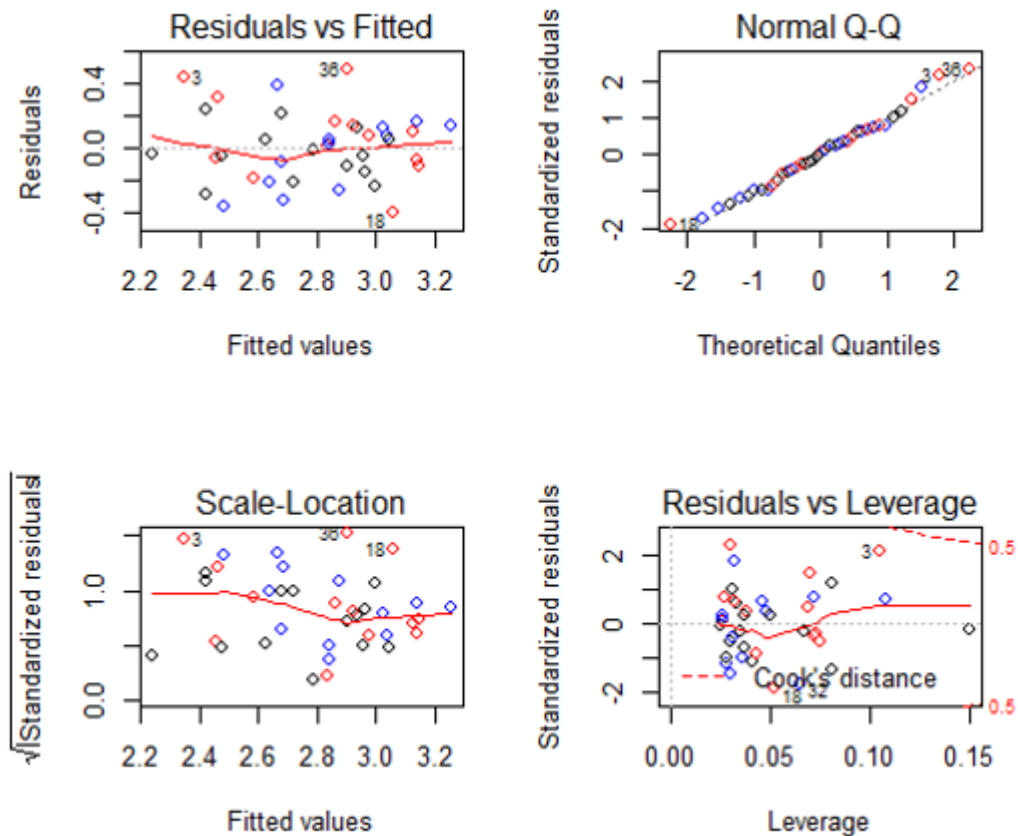 Residuals vs Fitted
Residuals
0.4
0.0
-0.4
3
36
18
2.2 2.4 2.6 2.8 3.0 3.2
Fitted values
Normal Q-Q
Standardized residuals
2
1
0
-2
3 36
18
-2 -1 0 1 2
Theoretical Quantiles
Scale-Location
√|Standardized residuals|
1.0
0.0
3
36
18
2.2 2.4 2.6 2.8 3.0 3.2
Fitted values
Residuals vs Leverage
Standardized residuals
2
1
0
-1
-2
3
0.5
Cook's distance
18 32
0.5
0.00 0.05 0.10 0.15
Leverage